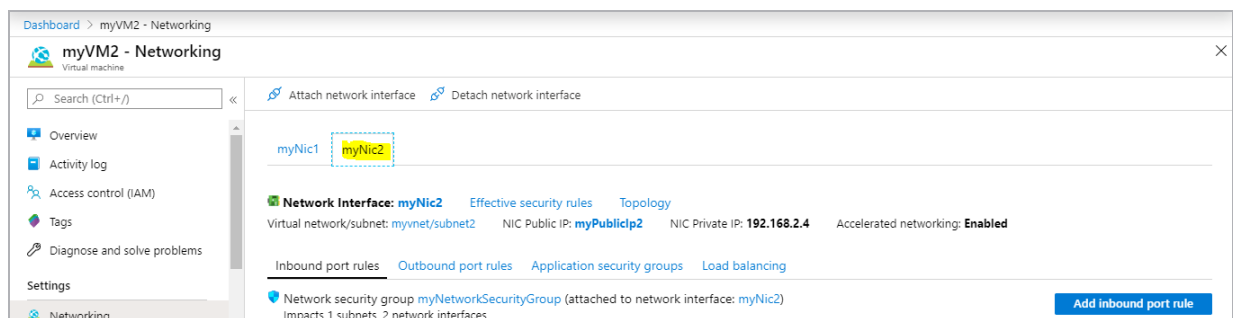 Dashboard > myVM2 - Networking
myVM2 - Networking
Virtual machine
Search (Ctrl+/)
Overview
Activity log
Access control (IAM)
Tags
Diagnose and solve problems
Settings
Networking
Attach network interface Detach network interface
myNic1 myNic2
Network Interface: myNic2 Effective security rules Topology
Virtual network/subnet: myvnet/subnet2 NIC Public IP: myPublicIp2 NIC Private IP: 192.168.2.4 Accelerated networking: Enabled
Inbound port rules Outbound port rules Application security groups Load balancing
Network security group myNetworkSecurityGroup (attached to network interface: myNic2)
Impacts 1 subnets, 2 network interfaces
Add inbound port rule